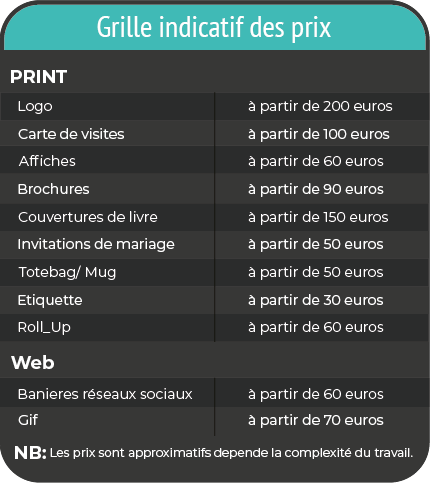 Grille indicatif des prix
PRINT
Logo à partir de 200 euros
Carte de visites à partir de 100 euros
Affiches à partir de 60 euros
Brochures à partir de 90 euros
Couvertures de livre à partir de 150 euros
Invitations de mariage à partir de 50 euros
Totebag/ Mug à partir de 50 euros
Etiquette à partir de 30 euros
Roll_Up à partir de 60 euros
Web
Banieres réseaux sociaux à partir de 60 euros
Gif à partir de 70 euros
NB: Les prix sont approximatifs depende la complexité du travail.